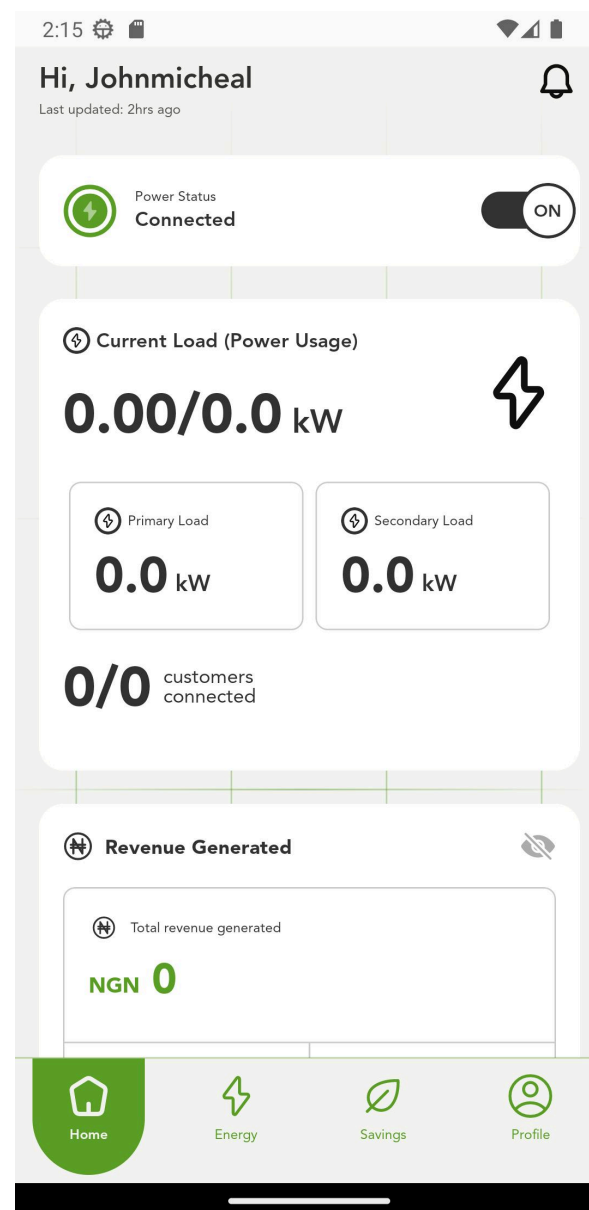 2:15
Hi, Johnmicheal
Last updated: 2hrs ago
Power Status
Connected
ON
Current Load (Power Usage)
0.00/0.0 kW
Primary Load
0.0 kW
Secondary Load
0.0 kW
0/0 customers
connected
Revenue Generated
Total revenue generated
NGN 0
Home
Energy
Savings
Profile